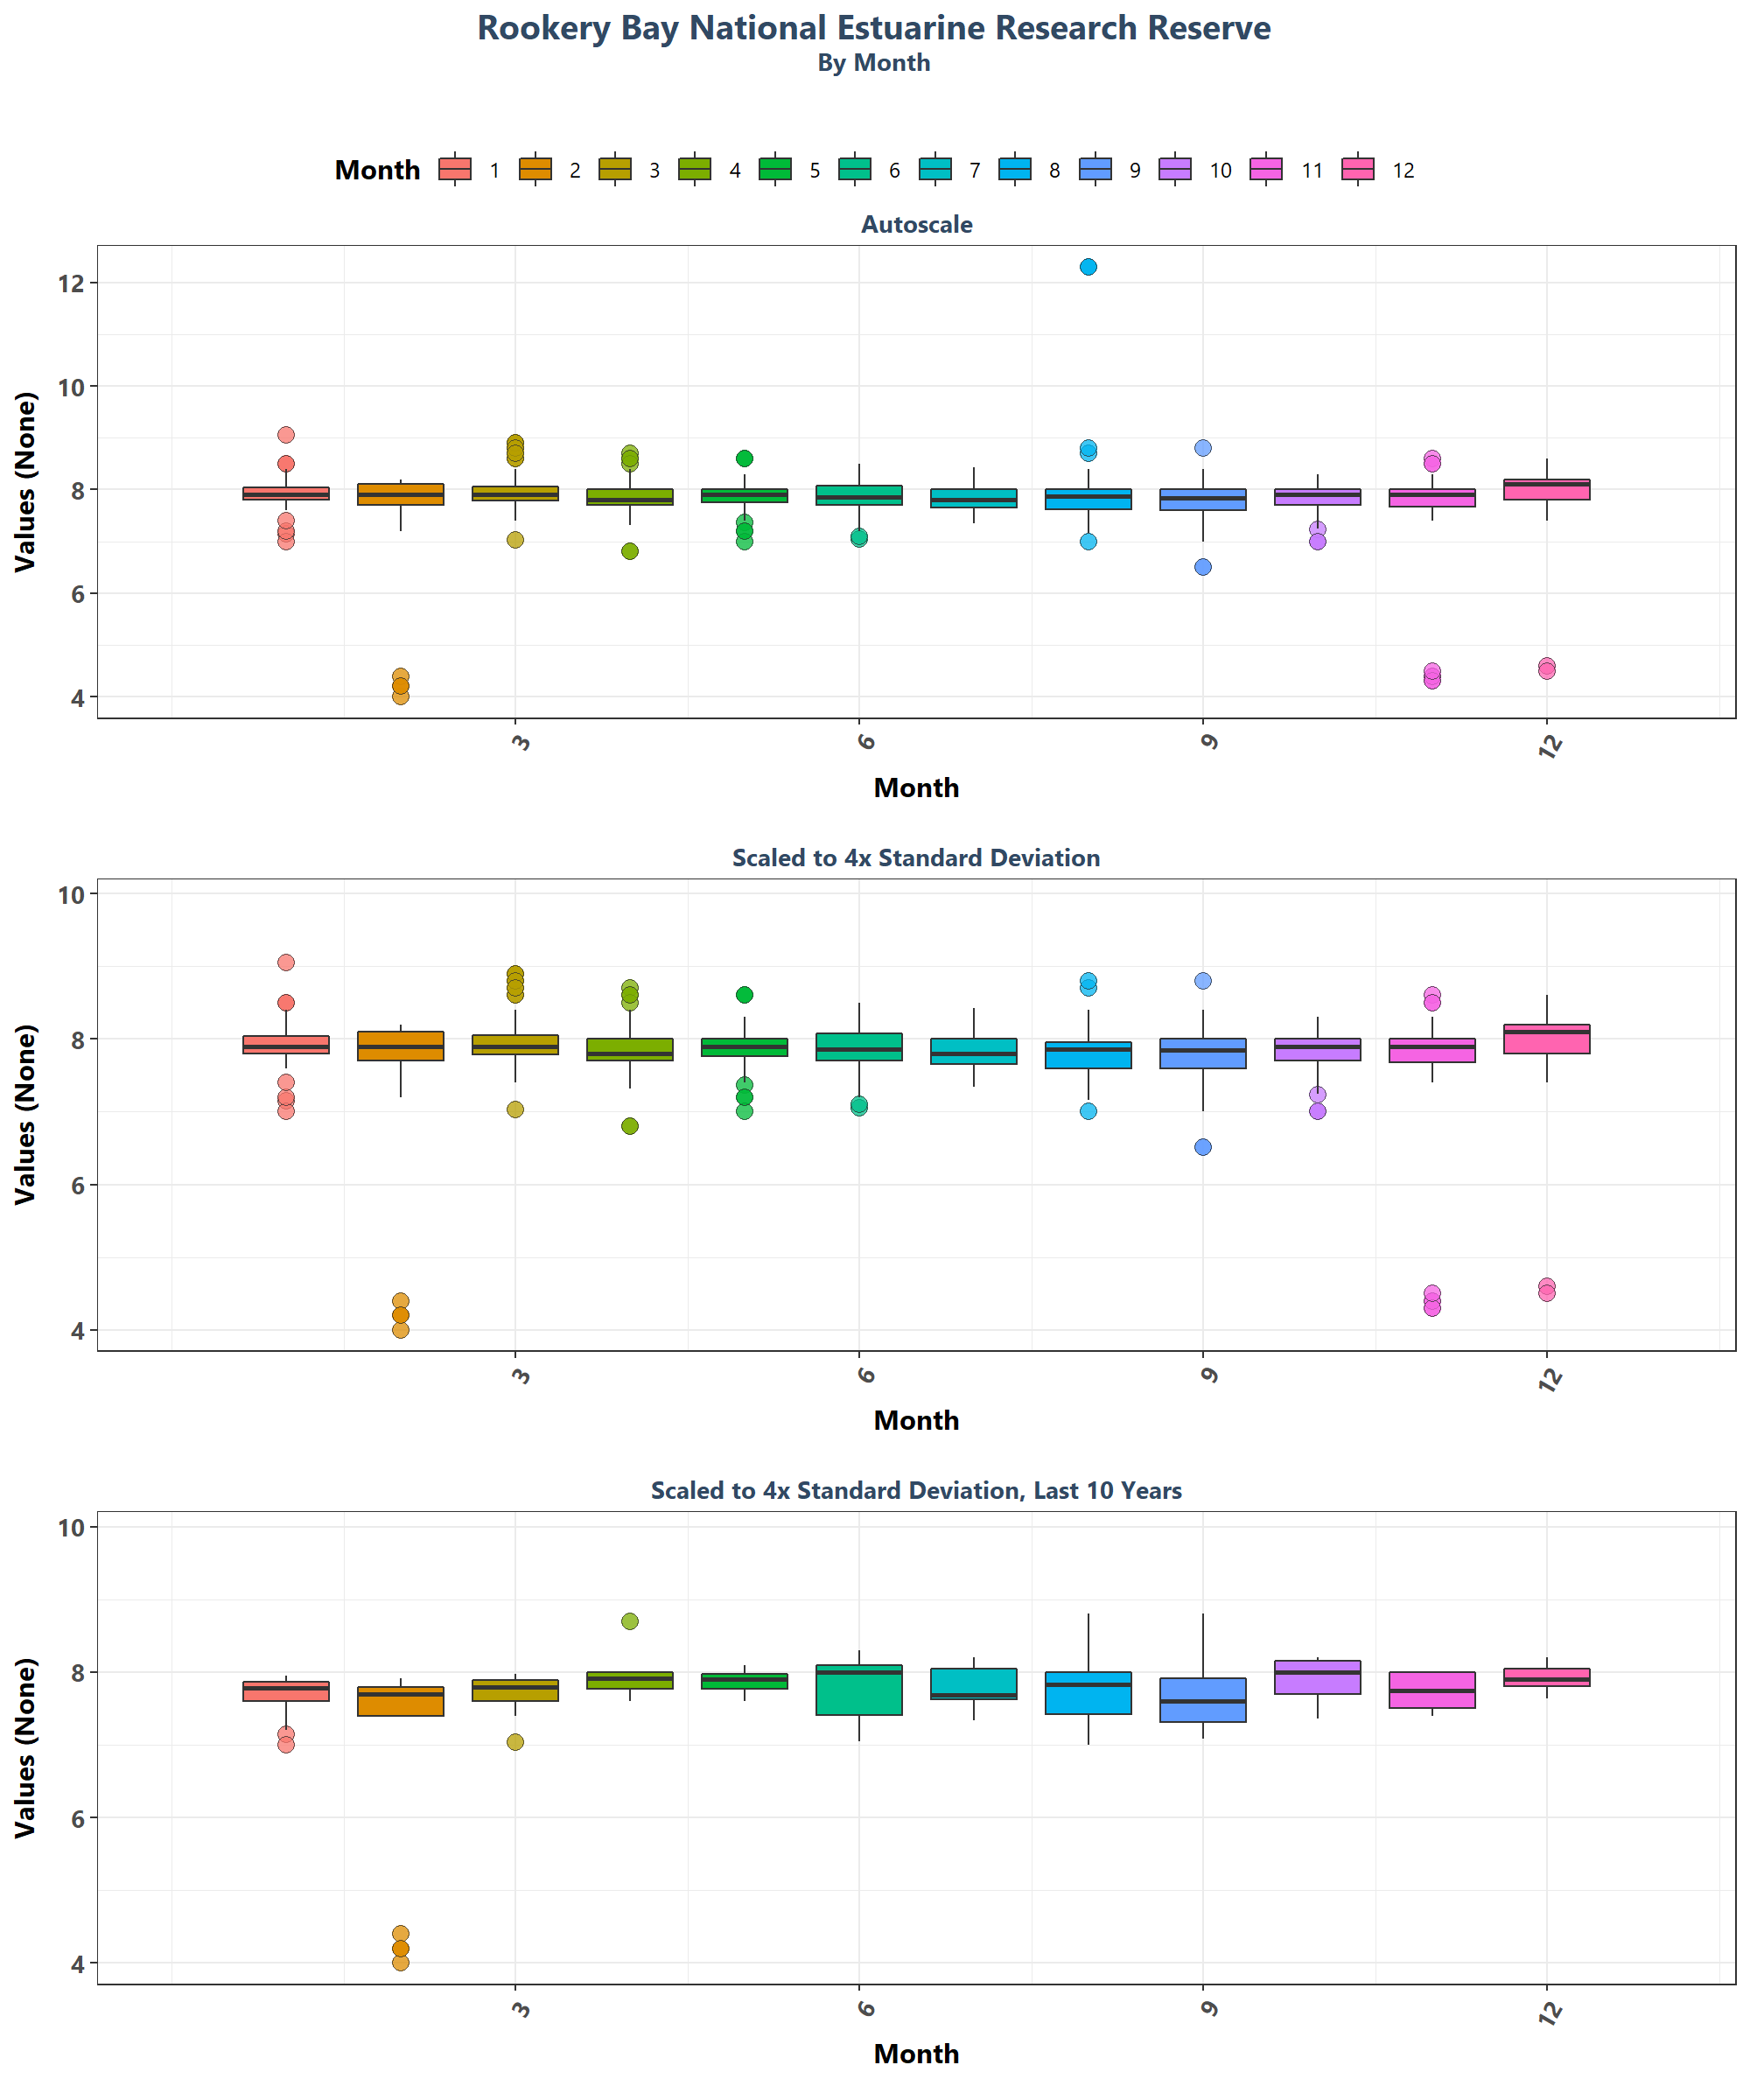 Rookery Bay National Estuarine Research Reserve
By Month
Month 1 2 3 4 5 6 7 8 9 10 11 12
Autoscale
Values (None)
12
10
8
6
4
3 6 9 12
Month
Scaled to 4x Standard Deviation
Values (None)
10
8
6
4
3 6 9 12
Month
Scaled to 4x Standard Deviation, Last 10 Years
Values (None)
10
8
6
4
3 6 9 12
Month